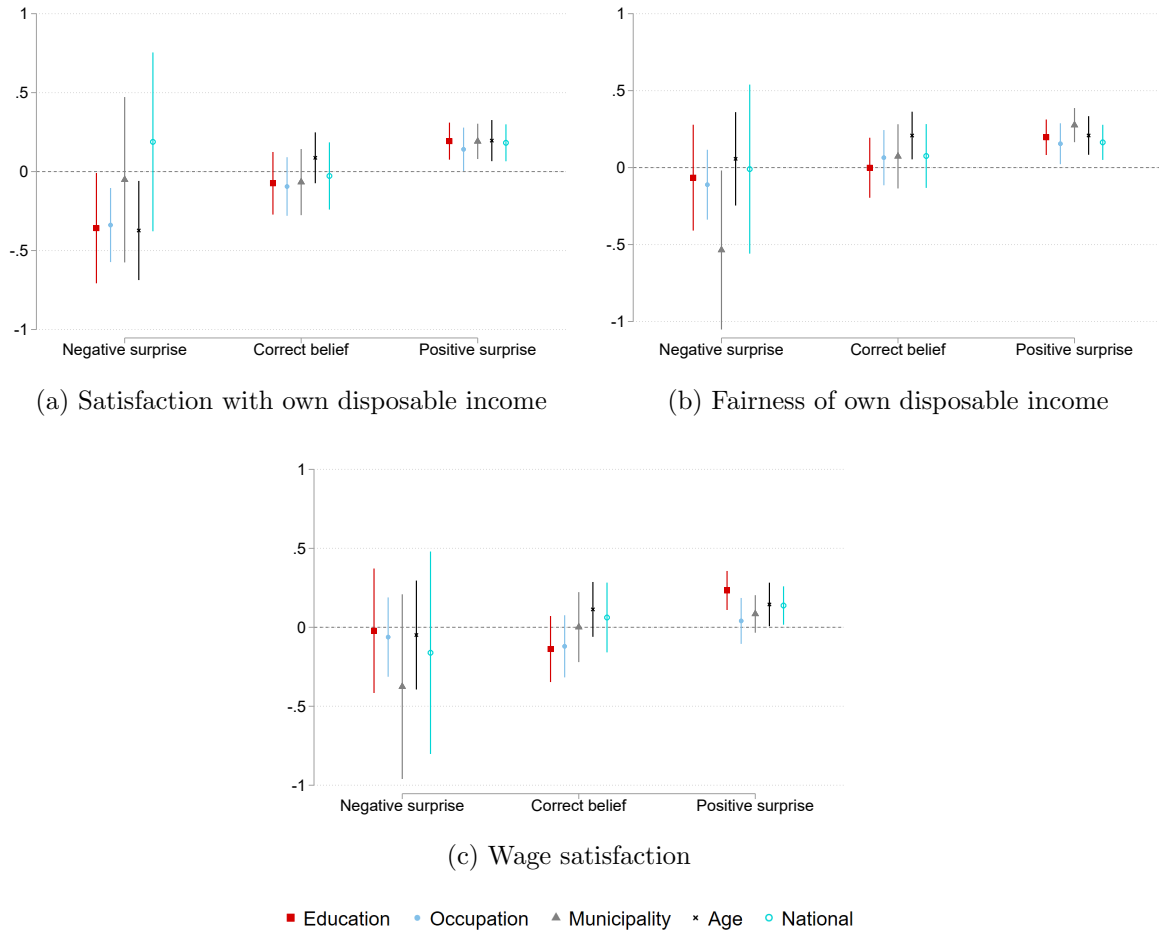 1
.5
0
-.5
-1
Negative surprise Correct belief Positive surprise
(a) Satisfaction with own disposable income
1
.5
0
-.5
-1
Negative surprise Correct belief Positive surprise
(b) Fairness of own disposable income
1
.5
0
-.5
-1
Negative surprise Correct belief Positive surprise
(c) Wage satisfaction
Education Occupation Municipality Age National